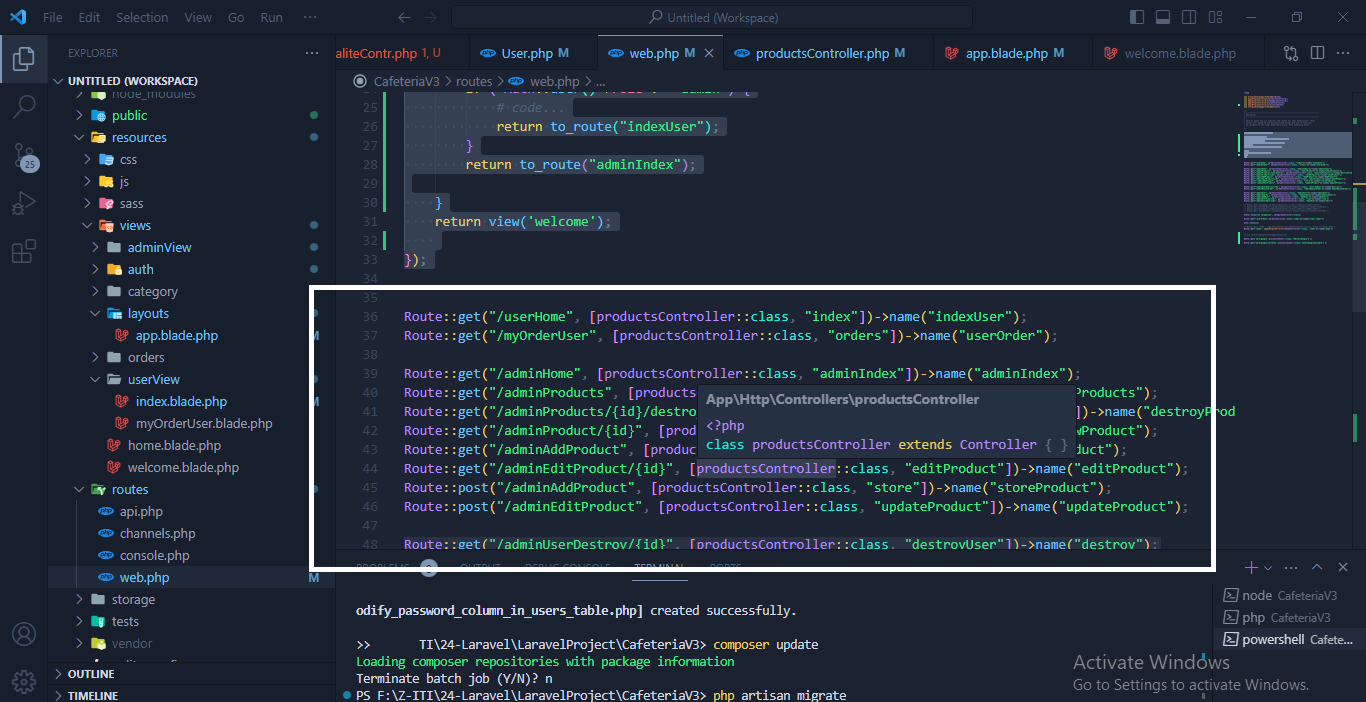 File Edit Selection View Go Run ··· Untitled (Workspace)
EXPLORER ···
UNTITLED (WORKSPACE)
node_modules
public
resources
css
js
sass
views
adminView
auth
category
layouts
app.blade.php M
orders
userView
index.blade.php M
myOrderUser.blade.php
home.blade.php
welcome.blade.php
routes
api.php
channels.php
console.php
web.php M
storage
tests
vendor
OUTLINE
TIMELINE
25
aliteContr.php 1, U User.php M web.php M productsController.php M app.blade.php M welcome.blade.php
CafeteriaV3 > routes > web.php > ...
25 # code...
26 return to_route("indexUser");
27 }
28 return to_route("adminIndex");
29
30 }
31 return view('welcome');
32
33 });
34
35
36 Route::get("/userHome", [productsController::class, "index"])->name("indexUser");
37 Route::get("/myOrderUser", [productsController::class, "orders"])->name("userOrder");
38
39 Route::get("/adminHome", [productsController::class, "adminIndex"])->name("adminIndex");
40 Route::get("/adminProducts", [products Products");
41 Route::get("/adminProducts/{id}/destro ])->name("destroyProd
42 Route::get("/adminProduct/{id}", [prod wProduct");
43 Route::get("/adminAddProduct", [produc duct");
44 Route::get("/adminEditProduct/{id}", [productsController::class, "editProduct"])->name("editProduct");
45 Route::post("/adminAddProduct", [productsController::class, "store"])->name("storeProduct");
46 Route::post("/adminEditProduct", [productsController::class, "updateProduct"])->name("updateProduct");
47
48 Route::get("/adminUserDestroy/{id}", [productsController::class, "destroyUser"])->name("destroy");
App\Http\Controllers\productsController
<?php
class productsController extends Controller { }
PROBLEMS OUTPUT DEBUG CONSOLE TERMINAL PORTS
odify_password_column_in_users_table.php] created successfully.
>> TI\24-Laravel\LaravelProject\CafeteriaV3> composer update
Loading composer repositories with package information
Terminate batch job (Y/N)? n
PS F:\Z-ITI\24-Laravel\LaravelProject\CafeteriaV3> php artisan migrate
node CafeteriaV3
php CafeteriaV3
powershell Cafete...
Activate Windows
Go to Settings to activate Windows.